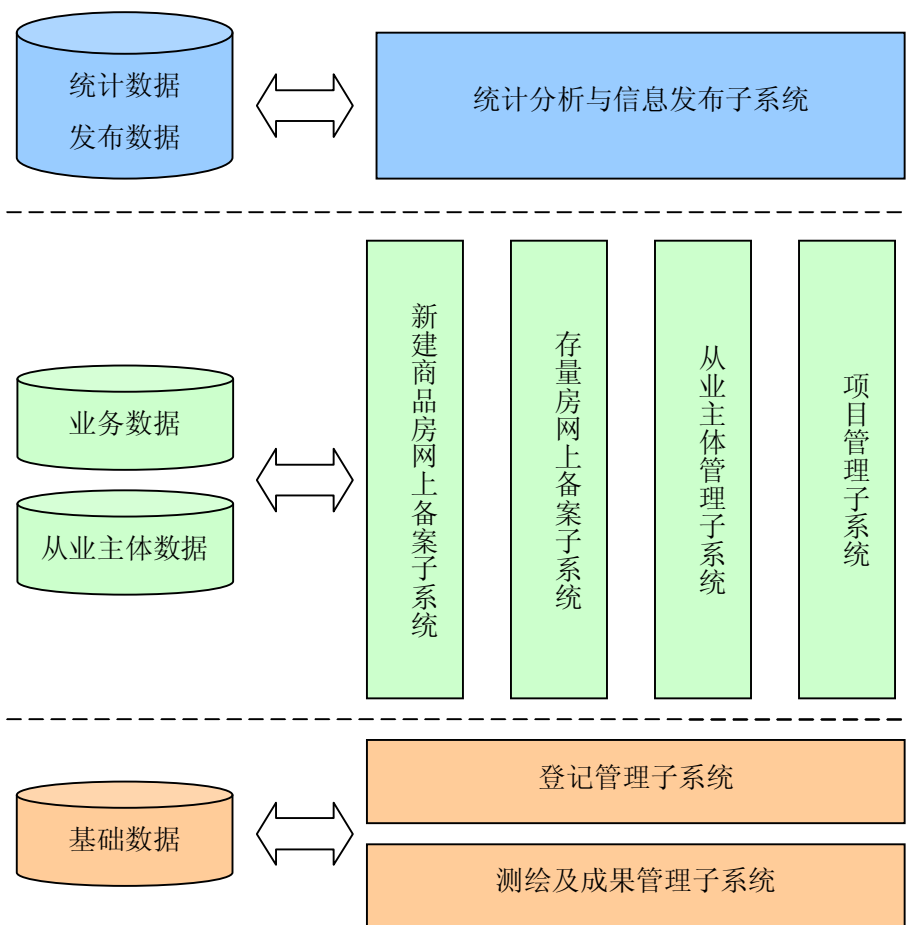 统计数据
发布数据
统计分析与信息发布子系统
业务数据
从业主体数据
新建商品房网上备案子系统
存量房网上备案子系统
从业主体管理子系统
项目管理子系统
基础数据
登记管理子系统
测绘及成果管理子系统